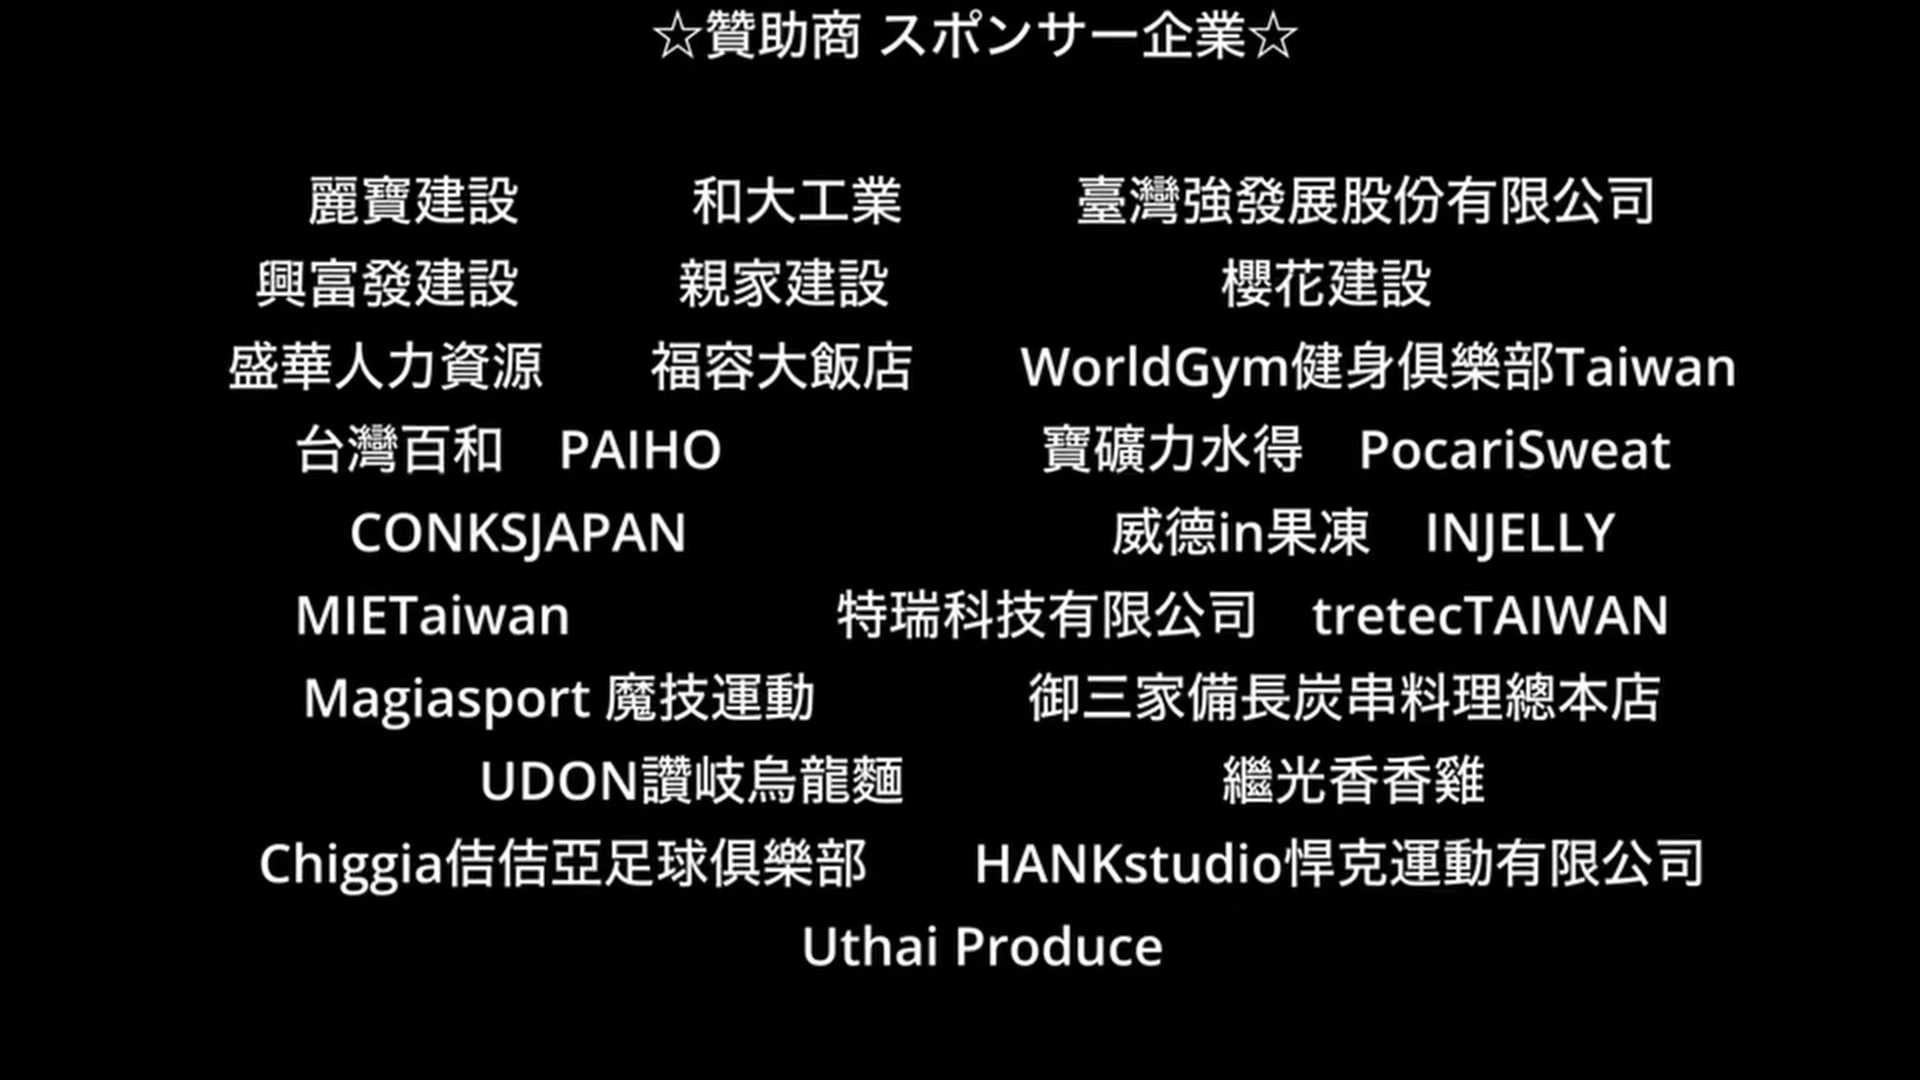 ☆贊助商 スポンサー企業☆
麗寶建設 和大工業 臺灣強發展股份有限公司
興富發建設 親家建設 櫻花建設
盛華人力資源 福容大飯店 WorldGym健身俱樂部Taiwan
台灣百和 PAIHO 寶礦力水得 PocariSweat
CONKSJAPAN 威德in果凍 INJELLY
MIETaiwan 特瑞科技有限公司 tretecTAIWAN
Magiasport 魔技運動 御三家備長炭串料理總本店
UDON讚岐烏龍麵 繼光香香雞
Chiggia佶佶亞足球俱樂部 HANKstudio悍克運動有限公司
Uthai Produce